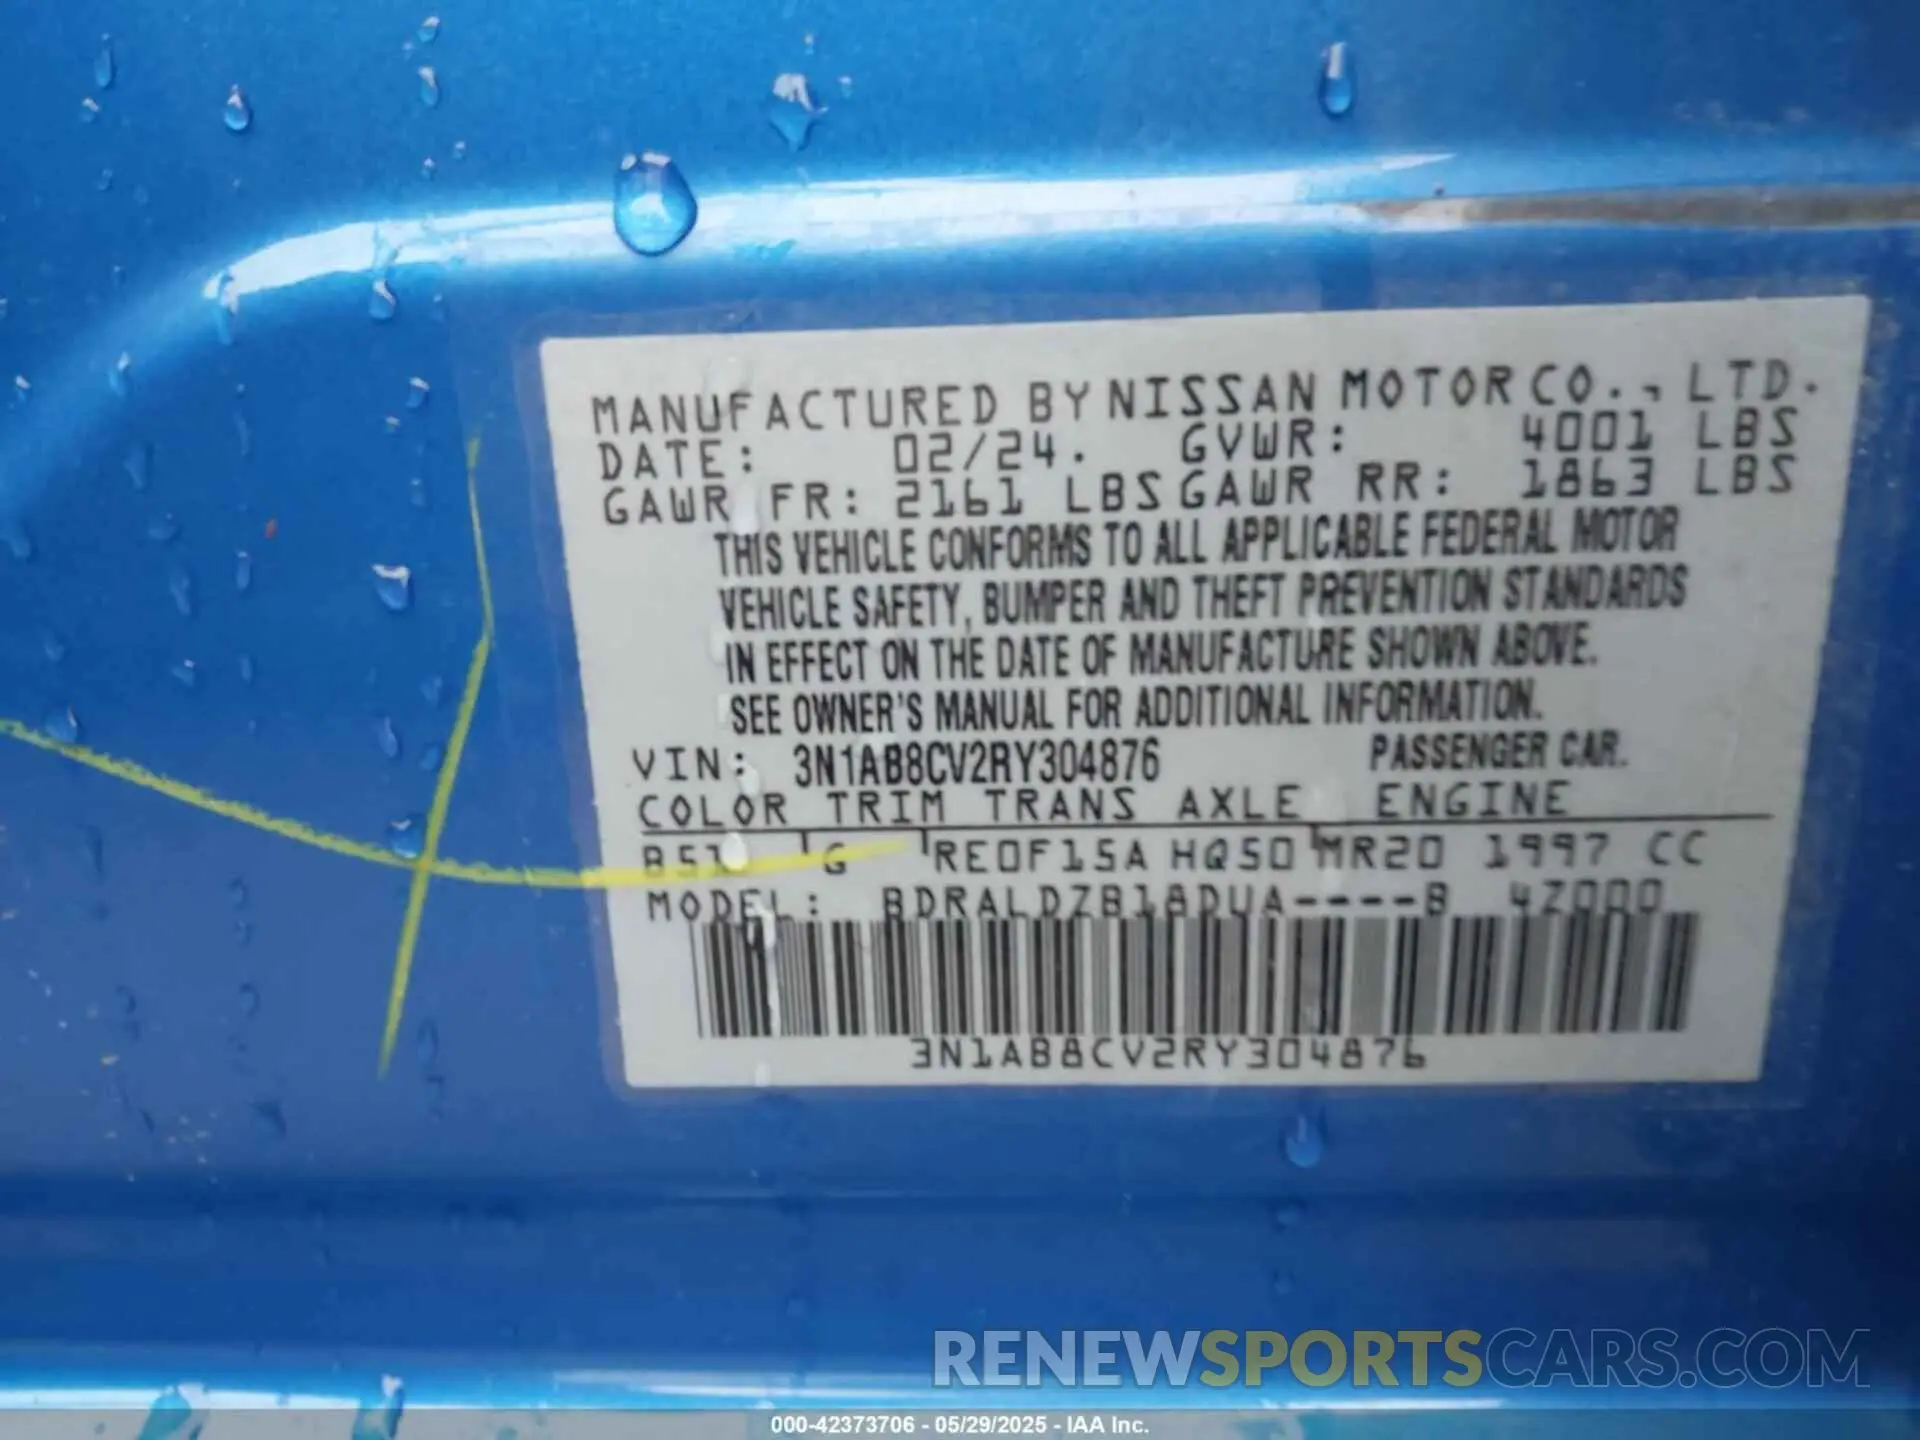 MANUFACTURED BY NISSAN MOTOR CO., LTD.
DATE: 02/24. GVWR: 4001 LBS
GAWR FR: 2161 LBS GAWR RR: 1863 LBS
THIS VEHICLE CONFORMS TO ALL APPLICABLE FEDERAL MOTOR
VEHICLE SAFETY, BUMPER AND THEFT PREVENTION STANDARDS
IN EFFECT ON THE DATE OF MANUFACTURE SHOWN ABOVE.
SEE OWNER'S MANUAL FOR ADDITIONAL INFORMATION.
VIN: 3N1AB8CV2RY304876 PASSENGER CAR.
COLOR TRIM TRANS AXLE ENGINE
G RE0F15A HQ50 MR20 1997 CC
MODEL: BDRALDZB18DUA----B 4Z000
3N1AB8CV2RY304876
RENEWSPORTSCARS.COM
000-42373706 - 05/29/2025 - IAA Inc.